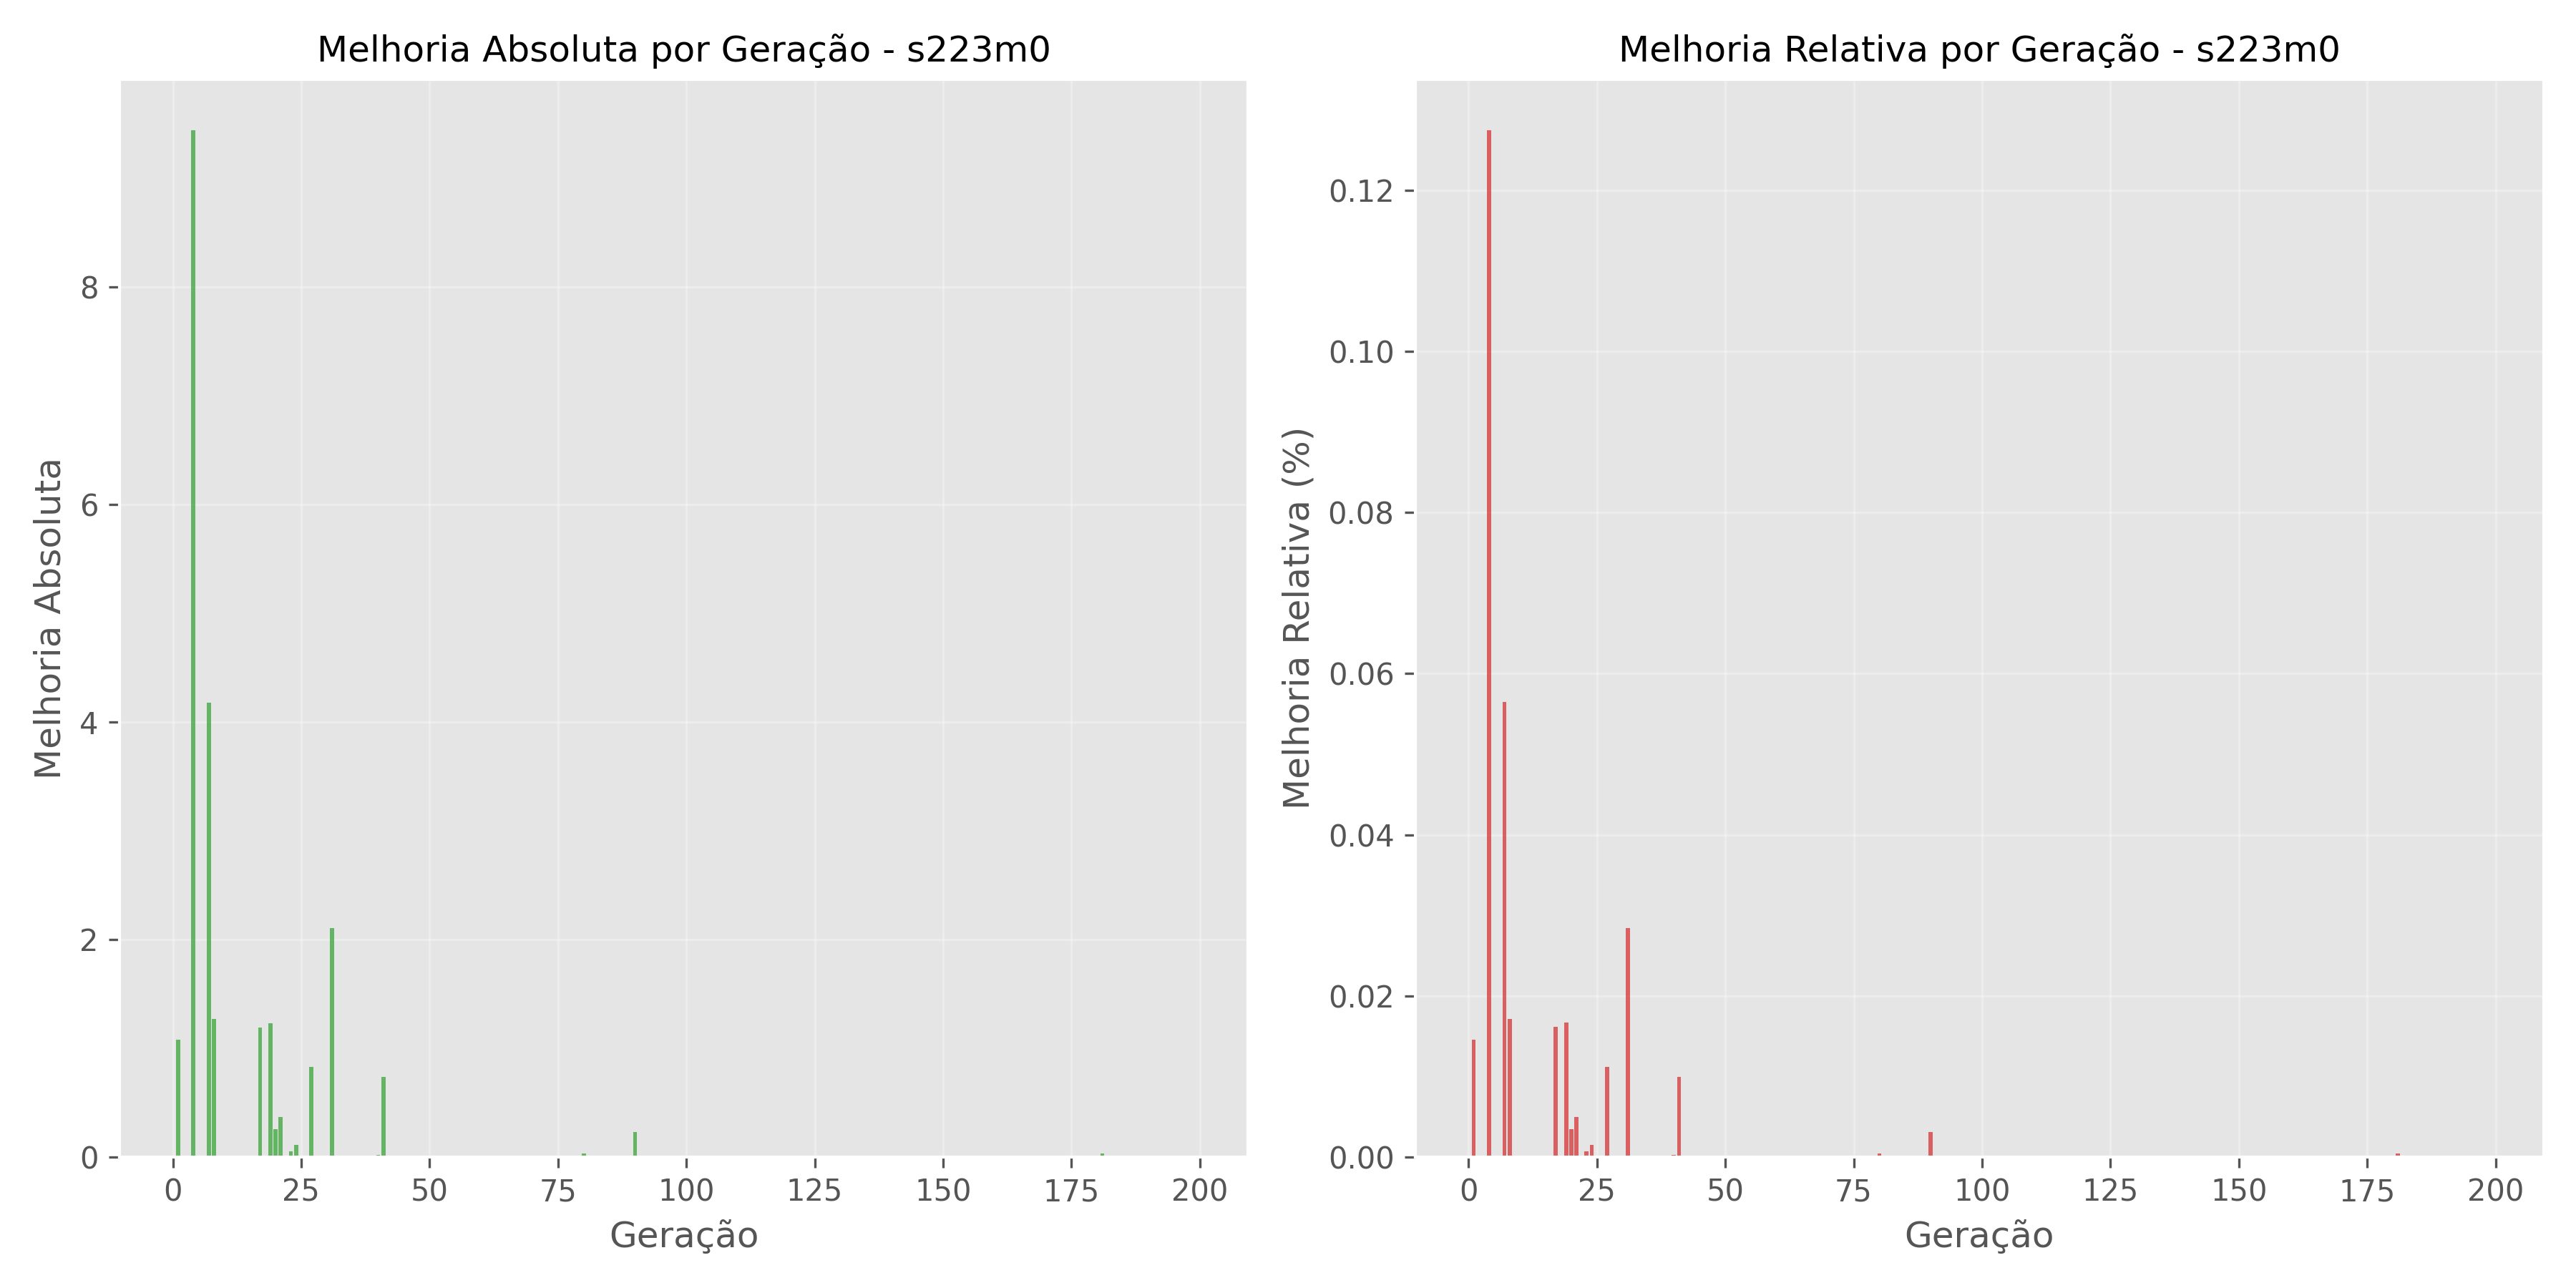 Melhoria Absoluta por Geração - s223m0
Melhoria Absoluta
8
6
4
2
0
0 25 50 75 100 125 150 175 200
Geração
Melhoria Relativa por Geração - s223m0
Melhoria Relativa (%)
0.12
0.10
0.08
0.06
0.04
0.02
0.00
0 25 50 75 100 125 150 175 200
Geração